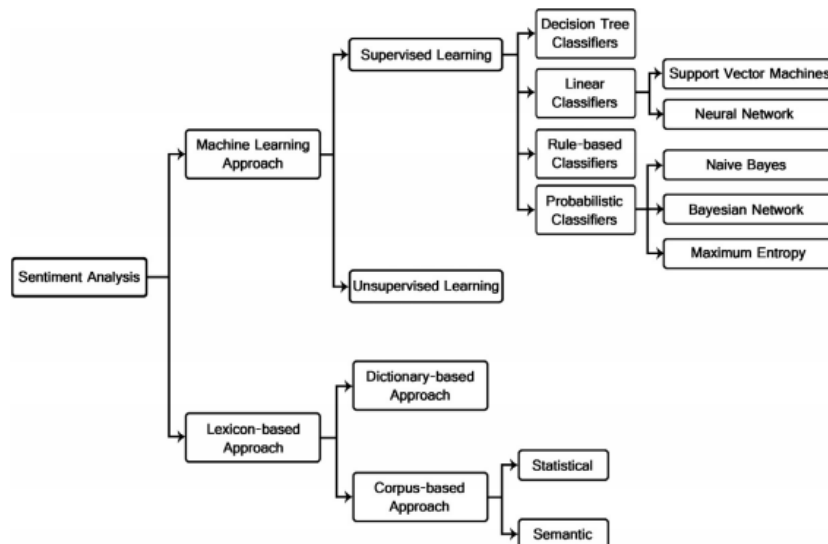 Decision Tree
Classifiers
Supervised Learning
Linear
Classifiers
Support Vector Machines
Neural Network
Machine Learning
Approach
Rule-based
Classifiers
Naive Bayes
Probabilistic
Classifiers
Bayesian Network
Maximum Entropy
Sentiment Analysis
Unsupervised Learning
Dictionary-based
Approach
Lexicon-based
Approach
Statistical
Corpus-based
Approach
Semantic